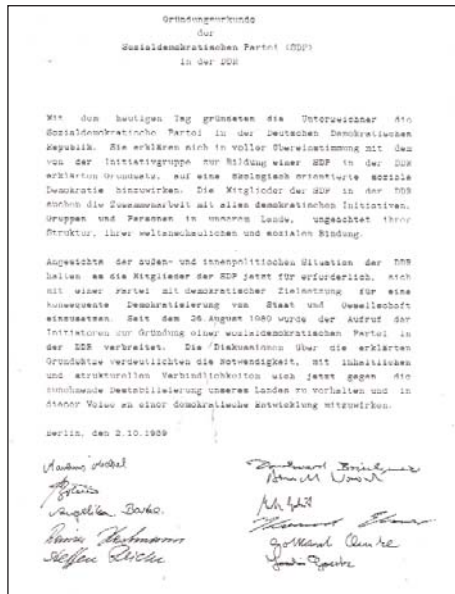 Gründungsurkunde
der
Sozialdemokratischen Partei (SDP)
in der DDR
Mit dem heutigen Tag gründeten die Unterzeichner die
Sozialdemokratische Partei in der Deutschen Demokratischen
Republik. Sie erklären sich in voller Übereinstimmung mit dem
von der Initiativgruppe zur Bildung einer SDP in der DDR
erklärten Grundsatz, auf eine ökologisch orientierte soziale
Demokratie hinzuwirken. Die Mitglieder der SDP in der DDR
suchen die Zusammenarbeit mit allen demokratischen Initiativen,
Gruppen und Personen in unserem Lande, ungeachtet ihrer
Struktur, ihrer weltanschaulichen und sozialen Bindung.
Angesichts der außen- und innenpolitischen Situation der DDR
halten es die Mitglieder der SDP jetzt für erforderlich, sich
mit einer Partei mit demokratischer Zielsetzung für eine
konsequente Demokratisierung von Staat und Gesellschaft
einzusetzen. Seit dem 26.August 1989 wurde der Aufruf der
Initiatoren zur Gründung einer sozialdemokratischen Partei in
der DDR verbreitet. Die Diskussionen über die erklärten
Grundsätze verdeutlichten die Notwendigkeit, mit inhaltlichen
und strukturellen Verbindlichkeiten sich jetzt gegen die
zunehmende Destabilisierung unseres Landes zu verhalten und in
dieser Weise an einer demokratische Entwicklung mitzuwirken.
Berlin, den 2.10.1989
Angelika Barbe
Steffen Reiche